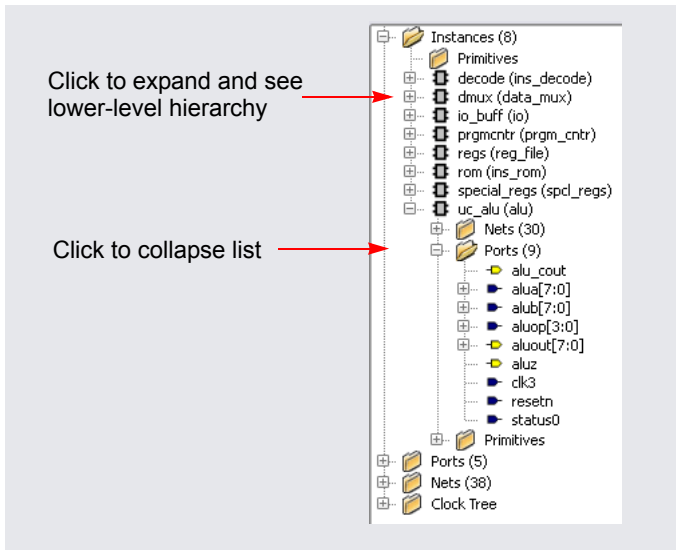 Instances (8)
Primitives
Click to expand and see
lower-level hierarchy
decode (ins_decode)
dmux (data_mux)
io_buff (io)
prgmcntr (prgm_cntr)
regs (reg_file)
rom (ins_rom)
special_regs (spcl_regs)
uc_alu (alu)
Nets (30)
Click to collapse list
Ports (9)
alu_cout
alua[7:0]
alub[7:0]
aluop[3:0]
aluout[7:0]
aluz
clk3
resetn
status0
Primitives
Ports (5)
Nets (38)
Clock Tree